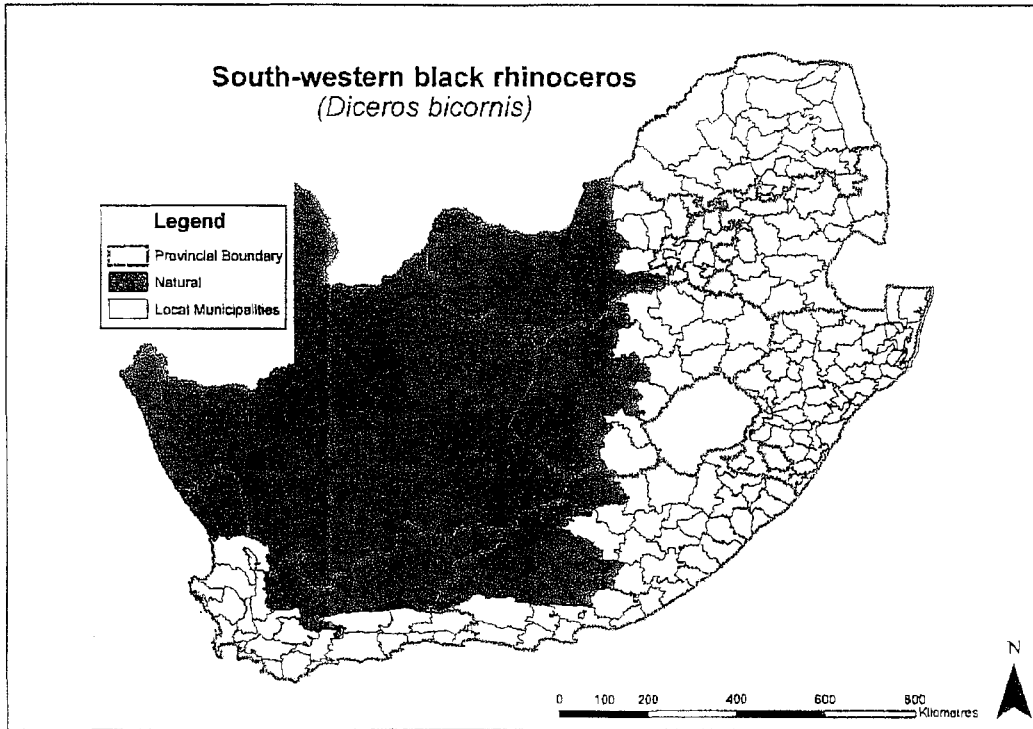 South-western black rhinoceros
(Diceros bicornis)
Legend
Provincial Boundary
Natural
Local Municipalities
N
0 100 200 400 600 800
Kilometres